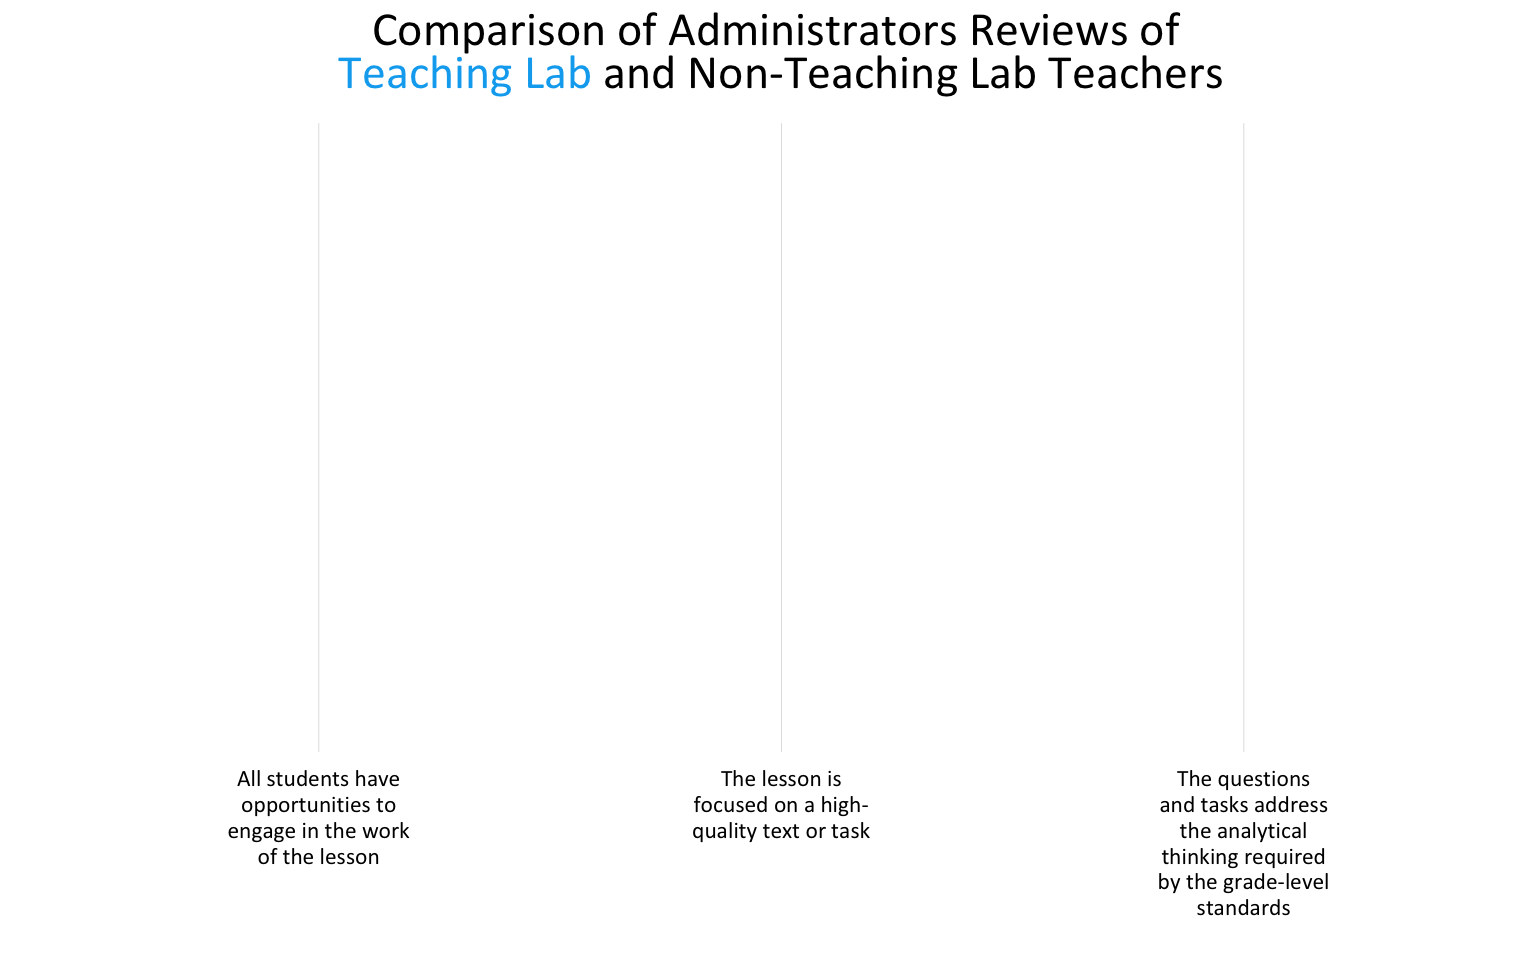 Comparison of Administrators Reviews of
Teaching Lab and Non-Teaching Lab Teachers
All students have
opportunities to
engage in the work
of the lesson
The lesson is
focused on a high-
quality text or task
The questions
and tasks address
the analytical
thinking required
by the grade-level
standards